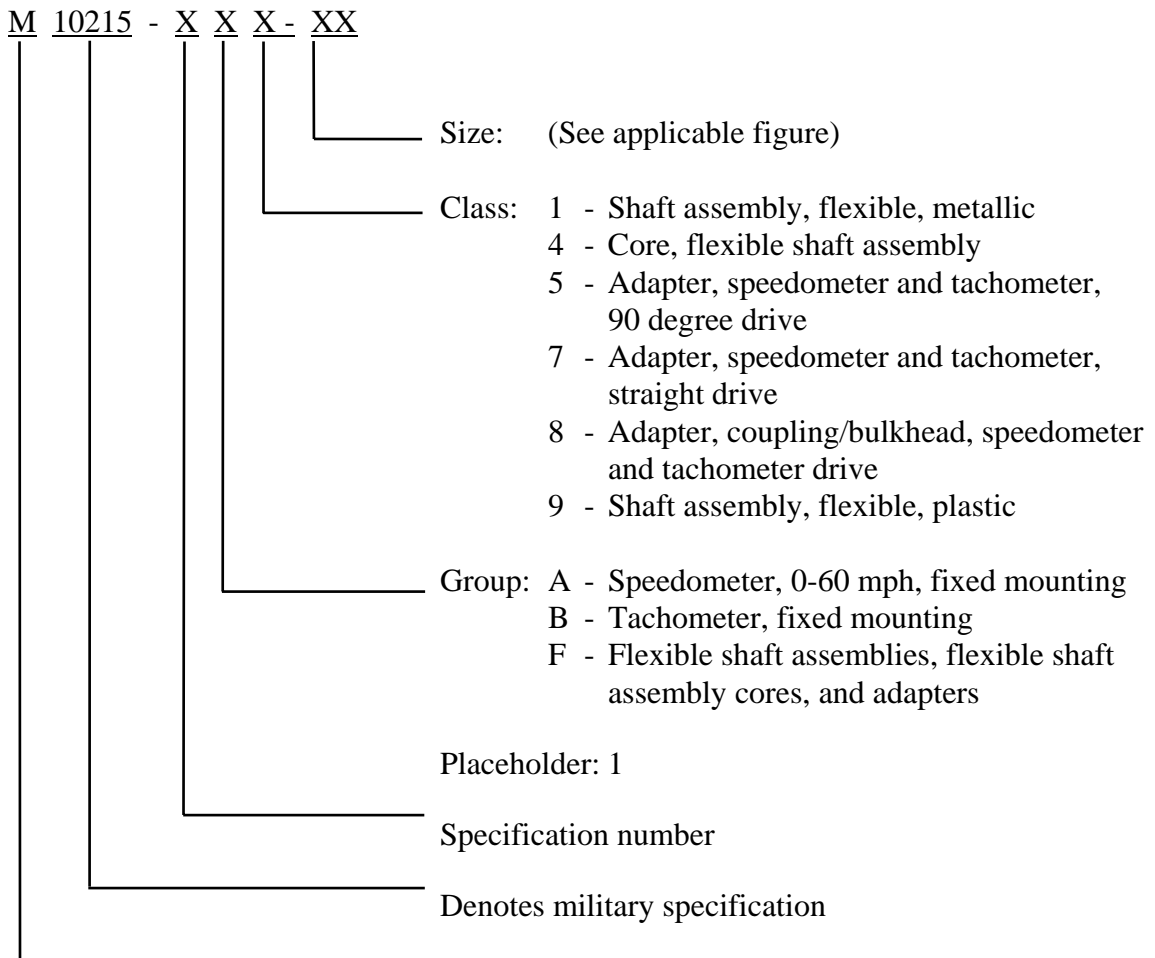 M 10215 - X X X - XX
Size: (See applicable figure)
Class: 1 - Shaft assembly, flexible, metallic
4 - Core, flexible shaft assembly
5 - Adapter, speedometer and tachometer,
90 degree drive
7 - Adapter, speedometer and tachometer,
straight drive
8 - Adapter, coupling/bulkhead, speedometer
and tachometer drive
9 - Shaft assembly, flexible, plastic
Group: A - Speedometer, 0-60 mph, fixed mounting
B - Tachometer, fixed mounting
F - Flexible shaft assemblies, flexible shaft
assembly cores, and adapters
Placeholder: 1
Specification number
Denotes military specification